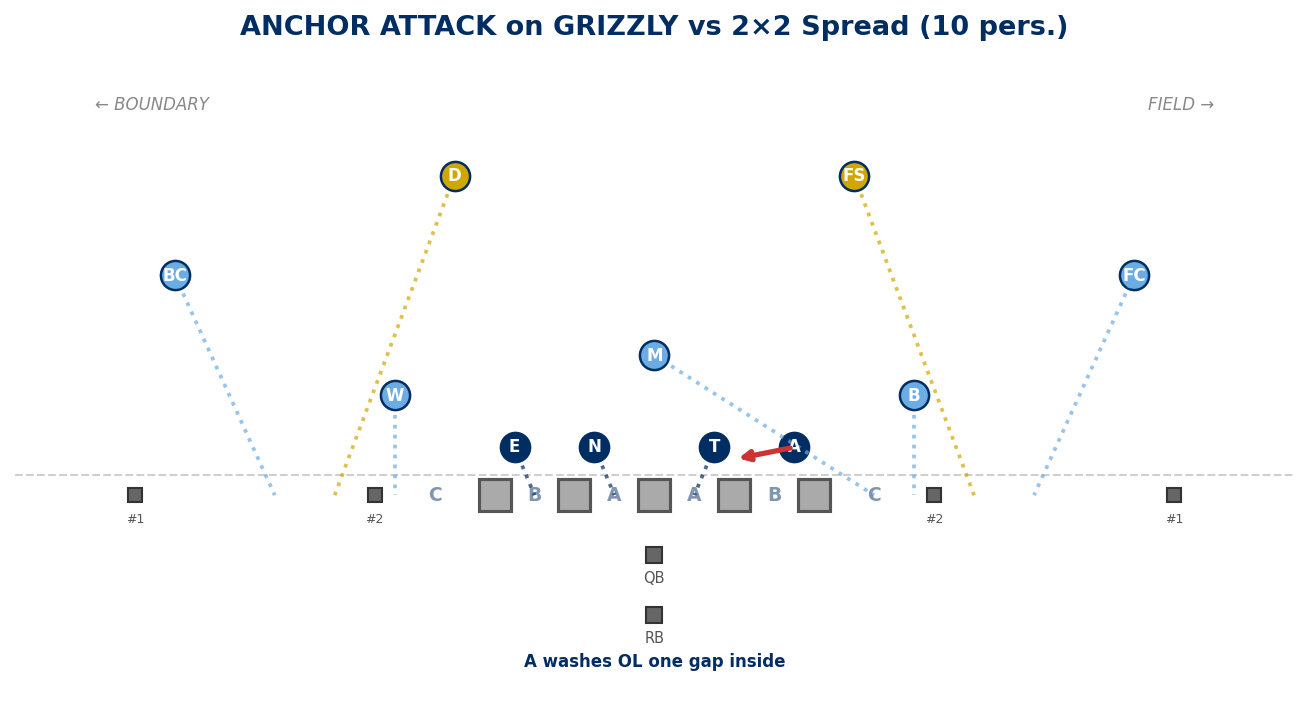 ANCHOR ATTACK on GRIZZLY vs 2×2 Spread (10 pers.)
← BOUNDARY FIELD →
D FS
BC FC
M
W B
E N T A
C B A A B C
#1 #2 #2 #1
QB
RB
A washes OL one gap inside